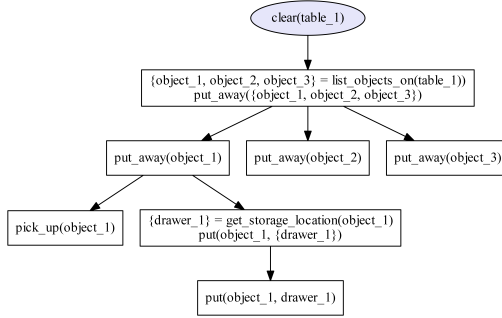 clear(table_1)
{object_1, object_2, object_3} = list_objects_on(table_1))
put_away({object_1, object_2, object_3})
put_away(object_1)
put_away(object_2)
put_away(object_3)
pick_up(object_1)
{drawer_1} = get_storage_location(object_1)
put(object_1, {drawer_1})
put(object_1, drawer_1)